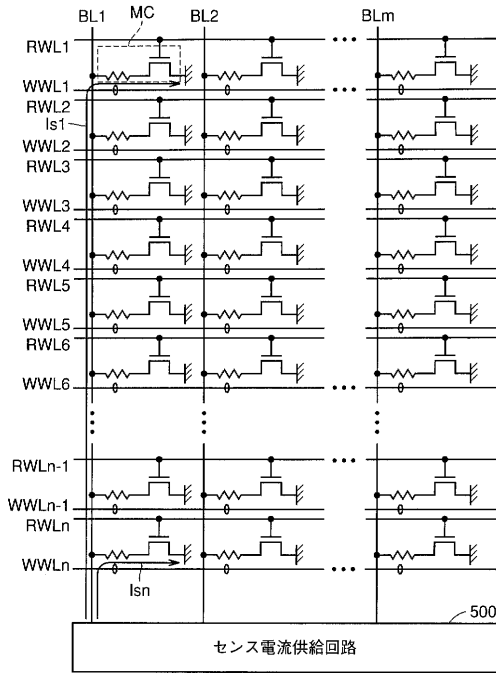 MC
BL1 BL2 BLm
RWL1
WWL1
RWL2
Is1
WWL2
RWL3
WWL3
RWL4
WWL4
RWL5
WWL5
RWL6
WWL6
RWLn-1
WWLn-1
RWLn
WWLn
Isn
500
センス電流供給回路